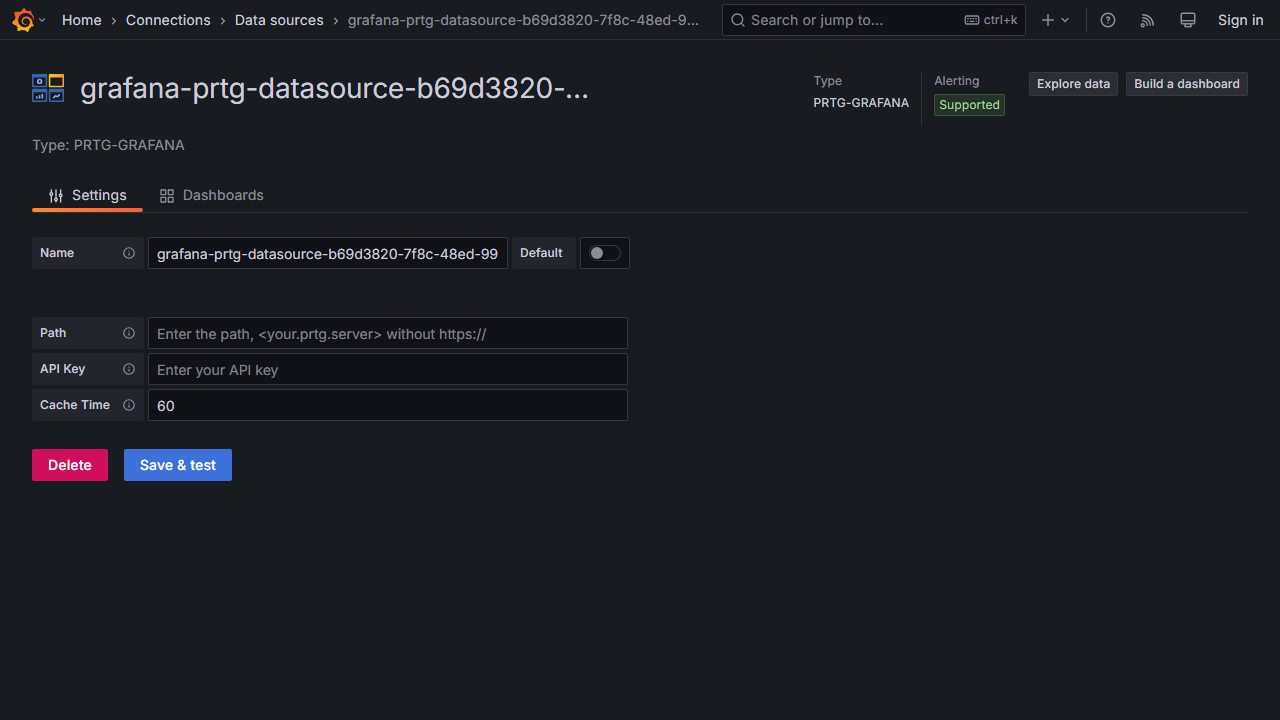 Home > Connections > Data sources > grafana-prtg-datasource-b69d3820-7f8c-48ed-9... Search or jump to... ctrl+k Sign in
grafana-prtg-datasource-b69d3820-...
Type
PRTG-GRAFANA
Alerting
Supported
Explore data
Build a dashboard
Type: PRTG-GRAFANA
Settings Dashboards
Name grafana-prtg-datasource-b69d3820-7f8c-48ed-99 Default
Path Enter the path, <your.prtg.server> without https://
API Key Enter your API key
Cache Time 60
Delete Save & test